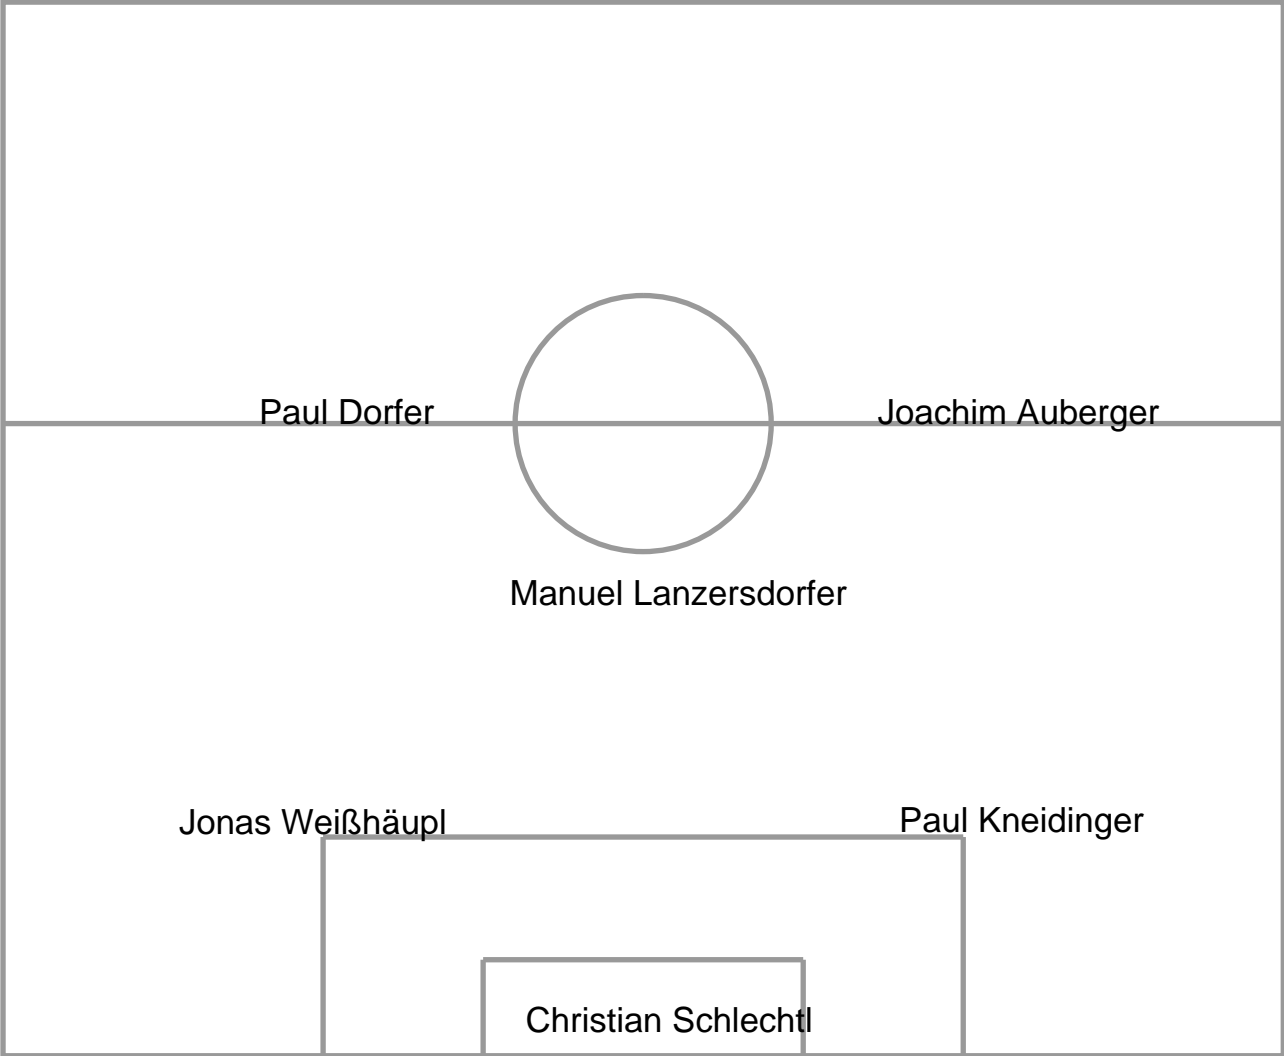 Paul Dorfer
Joachim Auberger
Manuel Lanzersdorfer
Jonas Weißhäupl
Paul Kneidinger
Christian Schlechtl